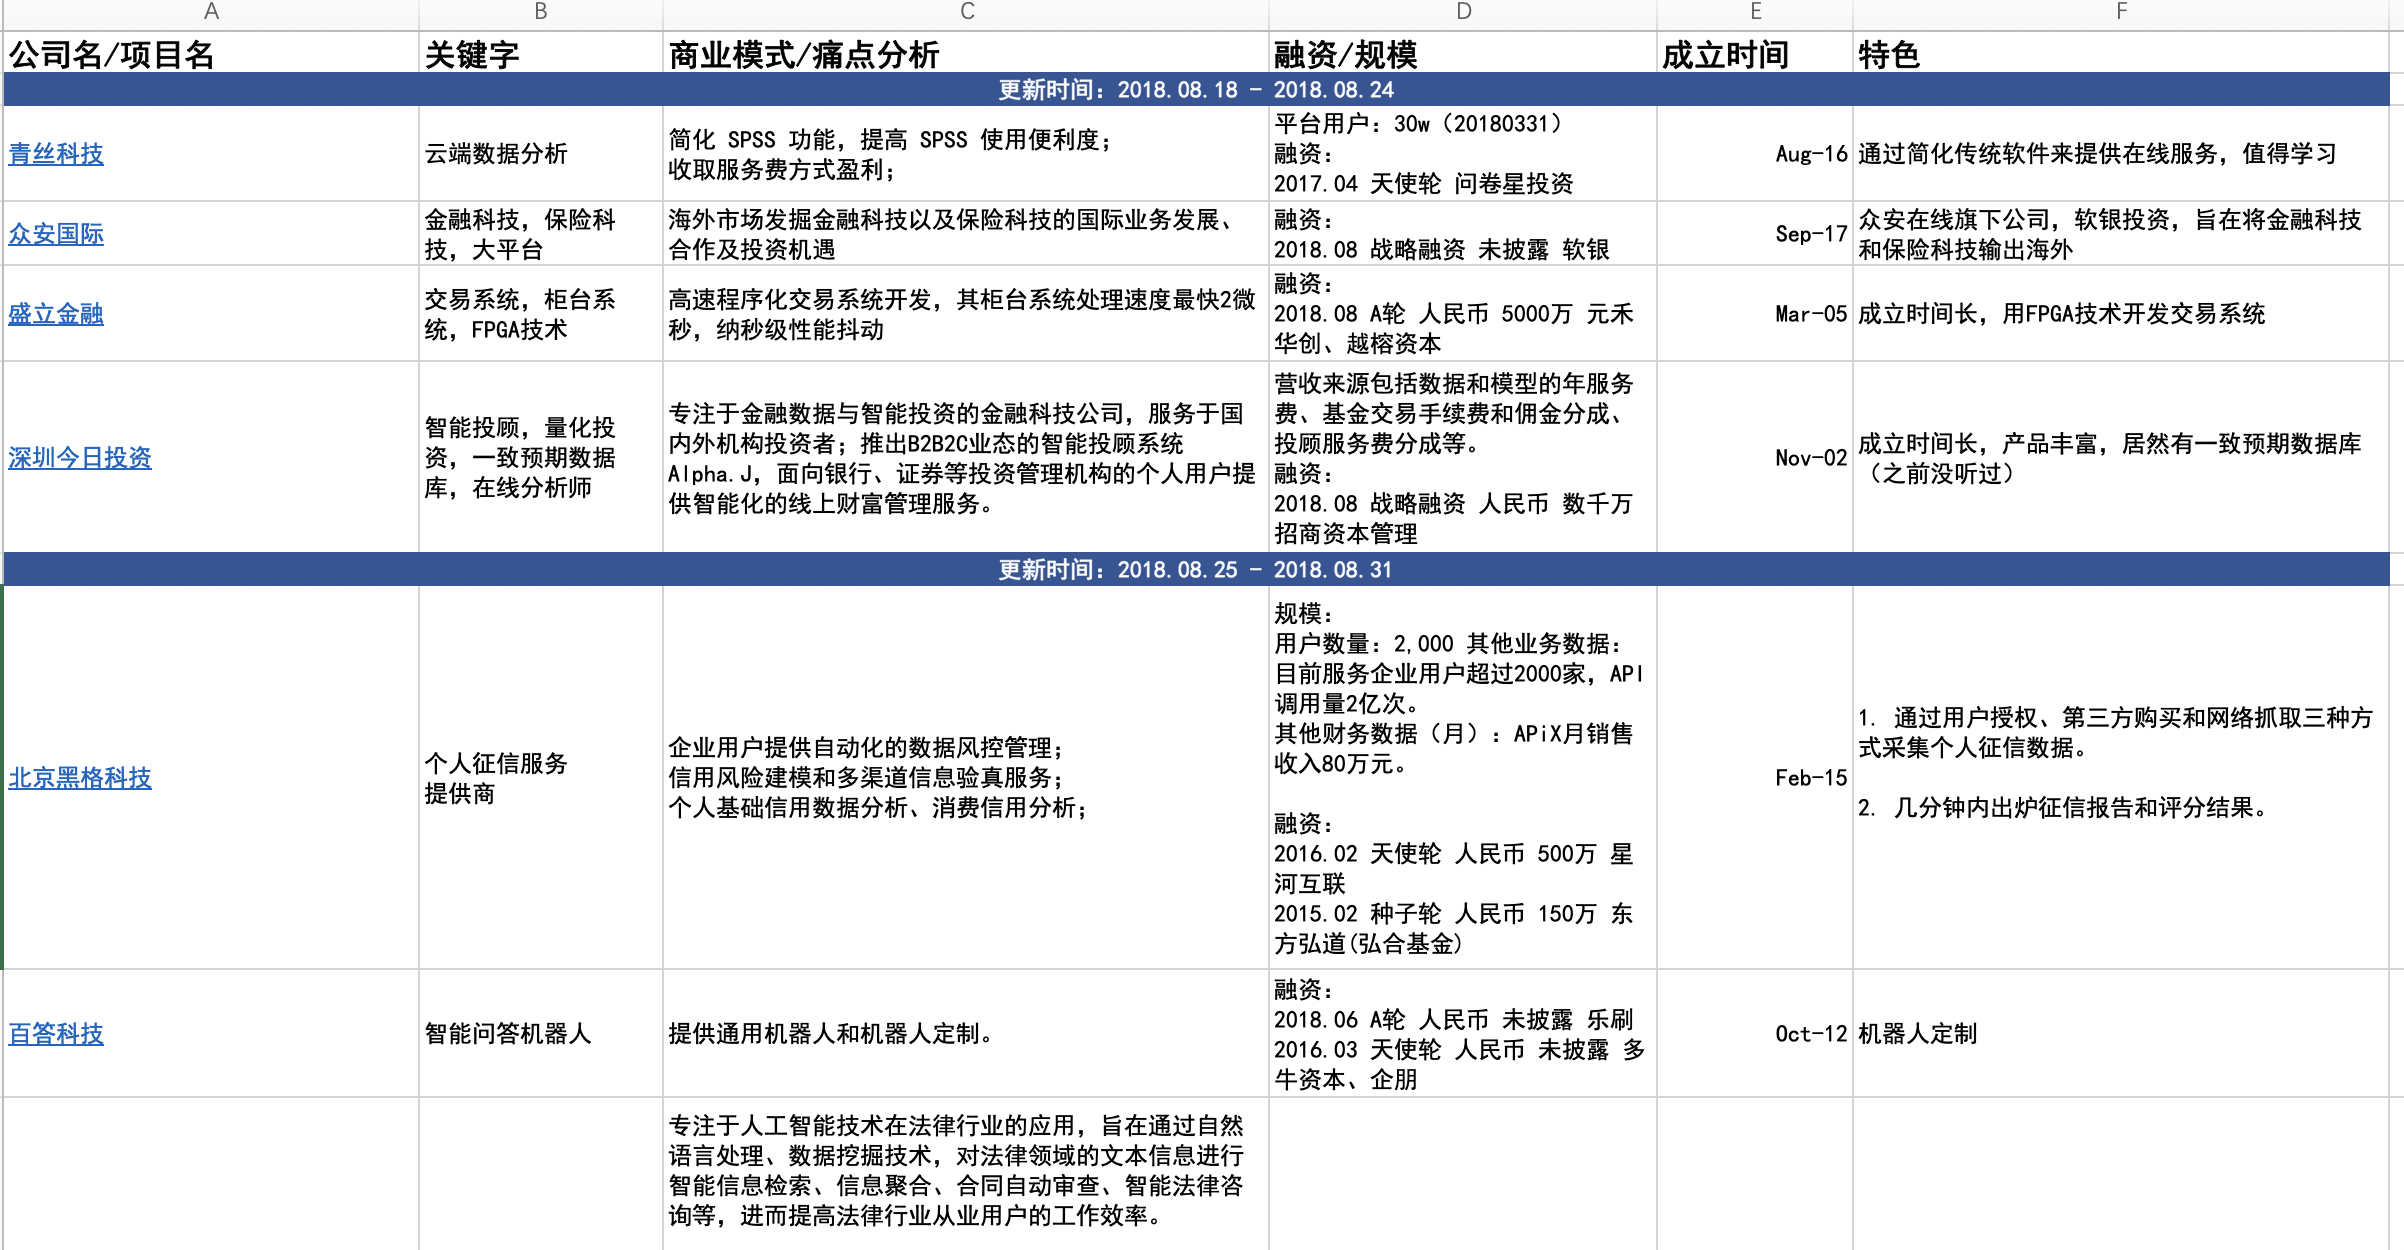 A B C D E F
公司名/项目名 关键字 商业模式/痛点分析 融资/规模 成立时间 特色
更新时间：2018.08.18 - 2018.08.24
青丝科技
云端数据分析
简化 SPSS 功能，提高 SPSS 使用便利度；
收取服务费方式盈利；
平台用户：30w（20180331）
融资：
2017.04 天使轮 问卷星投资
Aug-16
通过简化传统软件来提供在线服务，值得学习
众安国际
金融科技，保险科
技，大平台
海外市场发掘金融科技以及保险科技的国际业务发展、
合作及投资机遇
融资：
2018.08 战略融资 未披露 软银
Sep-17
众安在线旗下公司，软银投资，旨在将金融科技
和保险科技输出海外
盛立金融
交易系统，柜台系
统，FPGA技术
高速程序化交易系统开发，其柜台系统处理速度最快2微
秒，纳秒级性能抖动
融资：
2018.08 A轮 人民币 5000万 元禾
华创、越榕资本
Mar-05
成立时间长，用FPGA技术开发交易系统
深圳今日投资
智能投顾，量化投
资，一致预期数据
库，在线分析师
专注于金融数据与智能投资的金融科技公司，服务于国
内外机构投资者；推出B2B2C业态的智能投顾系统
Alpha.J，面向银行、证券等投资管理机构的个人用户提
供智能化的线上财富管理服务。
营收来源包括数据和模型的年服务
费、基金交易手续费和佣金分成、
投顾服务费分成等。
融资：
2018.08 战略融资 人民币 数千万
招商资本管理
Nov-02
成立时间长，产品丰富，居然有一致预期数据库
（之前没听过）
更新时间：2018.08.25 - 2018.08.31
北京黑格科技
个人征信服务
提供商
企业用户提供自动化的数据风控管理；
信用风险建模和多渠道信息验真服务；
个人基础信用数据分析、消费信用分析；
规模：
用户数量：2,000 其他业务数据：
目前服务企业用户超过2000家，API
调用量2亿次。
其他财务数据（月）：APiX月销售
收入80万元。
融资：
2016.02 天使轮 人民币 500万 星
河互联
2015.02 种子轮 人民币 150万 东
方弘道(弘合基金)
Feb-15
1. 通过用户授权、第三方购买和网络抓取三种方
式采集个人征信数据。
2. 几分钟内出炉征信报告和评分结果。
百答科技
智能问答机器人
提供通用机器人和机器人定制。
融资：
2018.06 A轮 人民币 未披露 乐刷
2016.03 天使轮 人民币 未披露 多
牛资本、企朋
Oct-12
机器人定制
专注于人工智能技术在法律行业的应用，旨在通过自然
语言处理、数据挖掘技术，对法律领域的文本信息进行
智能信息检索、信息聚合、合同自动审查、智能法律咨
询等，进而提高法律行业从业用户的工作效率。